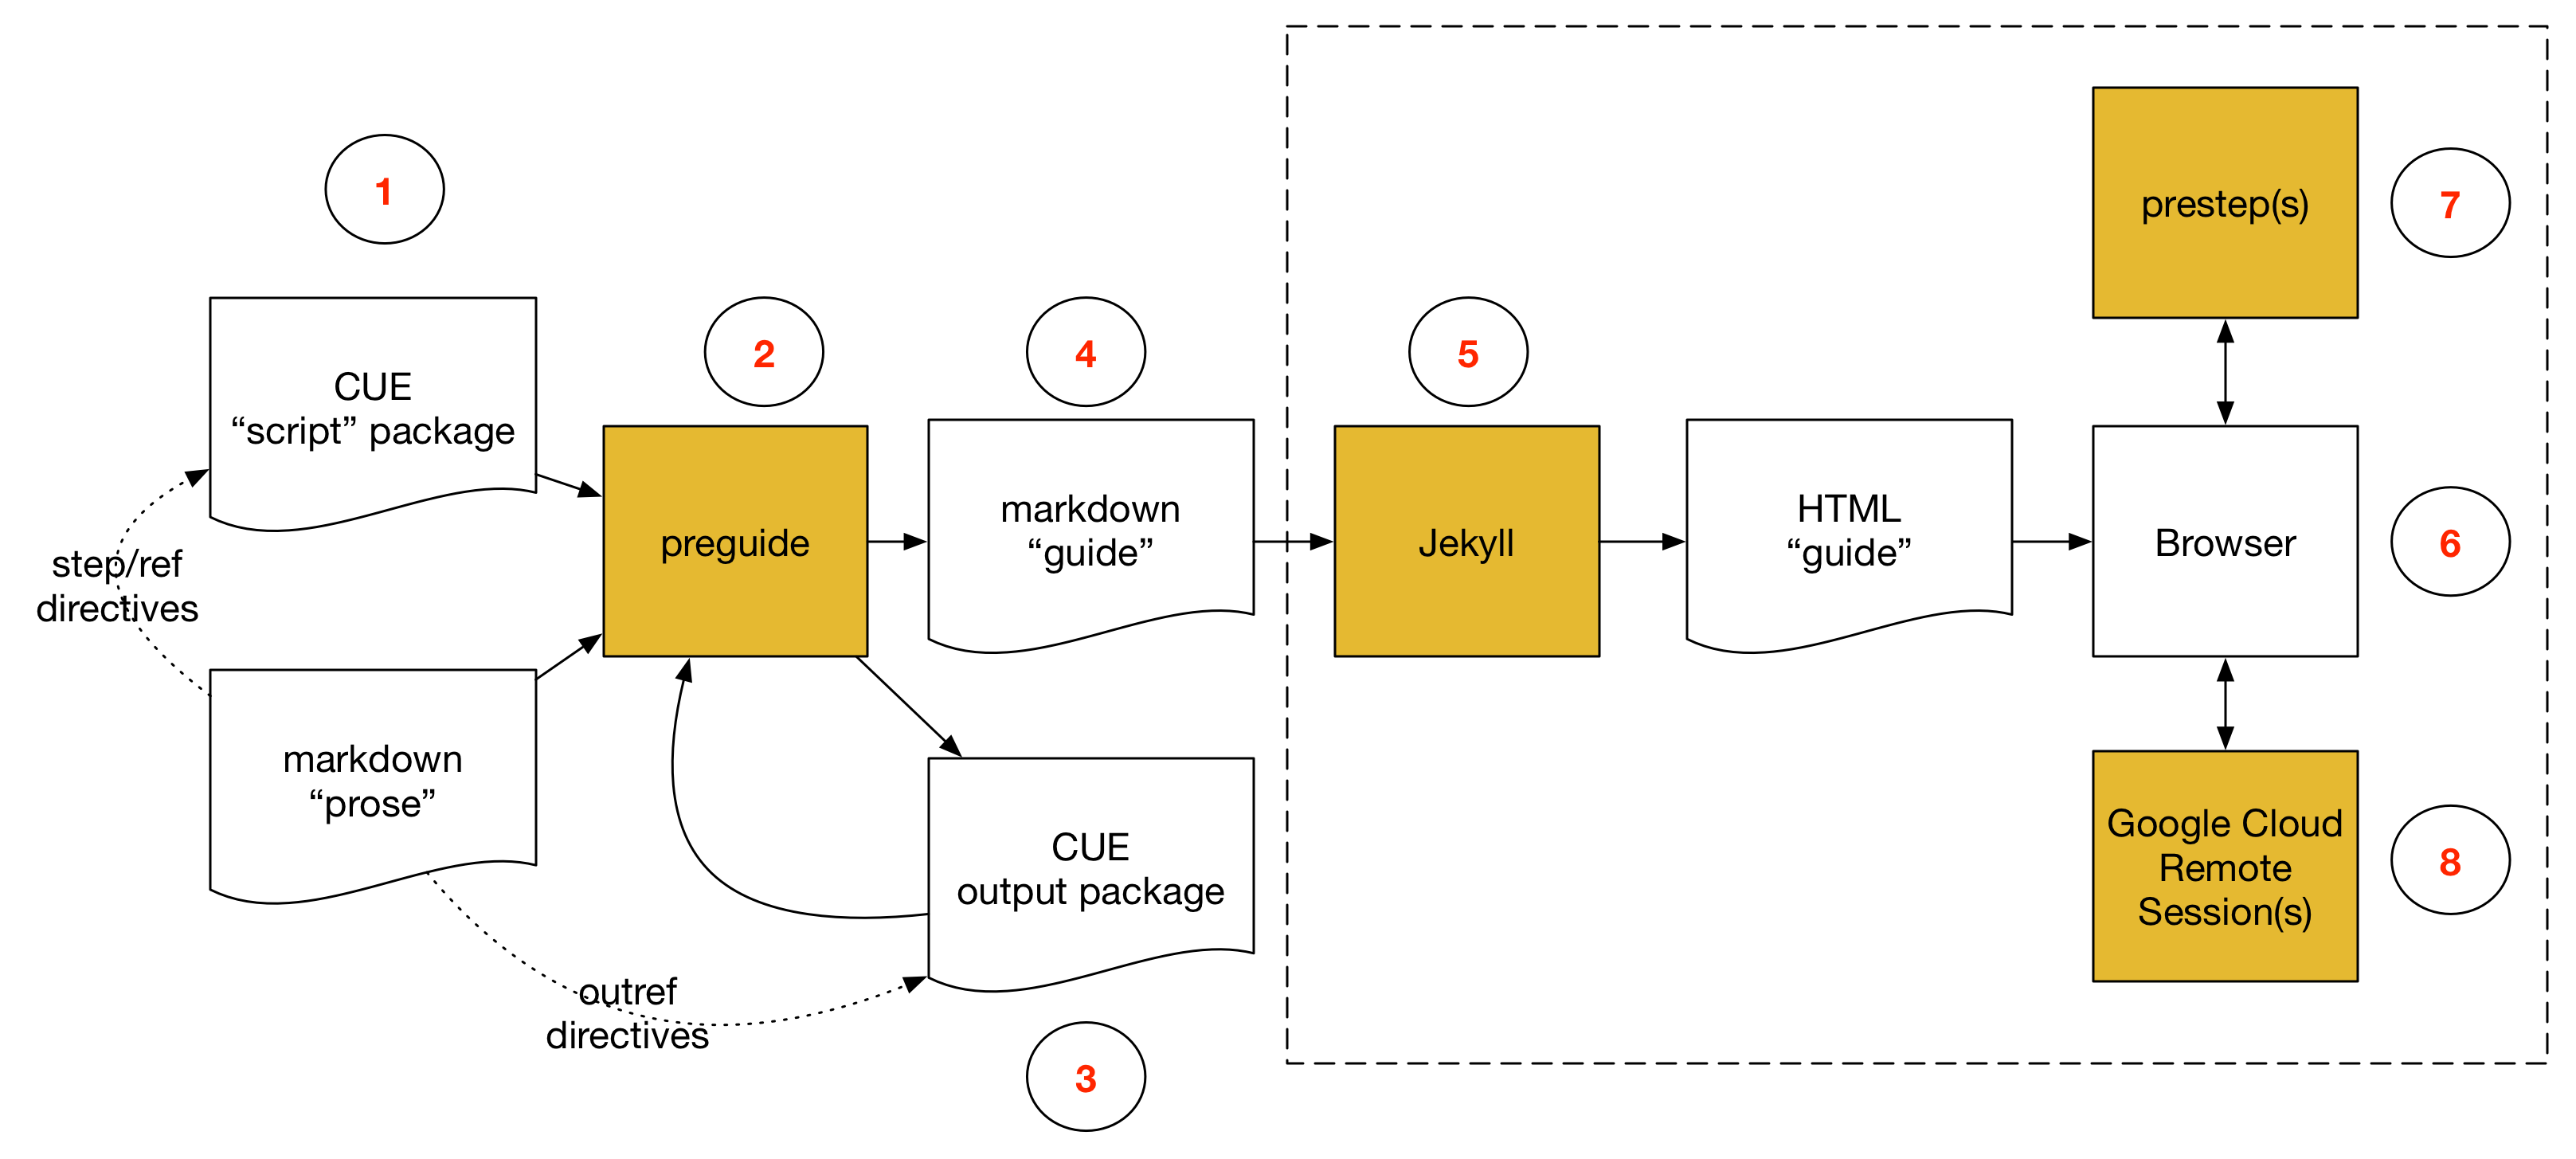 1
CUE
“script” package
step/ref
directives
markdown
“prose”
2
preguide
4
markdown
“guide”
CUE
output package
outref
directives
3
5
Jekyll
HTML
“guide”
prestep(s)
7
Browser
6
Google Cloud
Remote
Session(s)
8